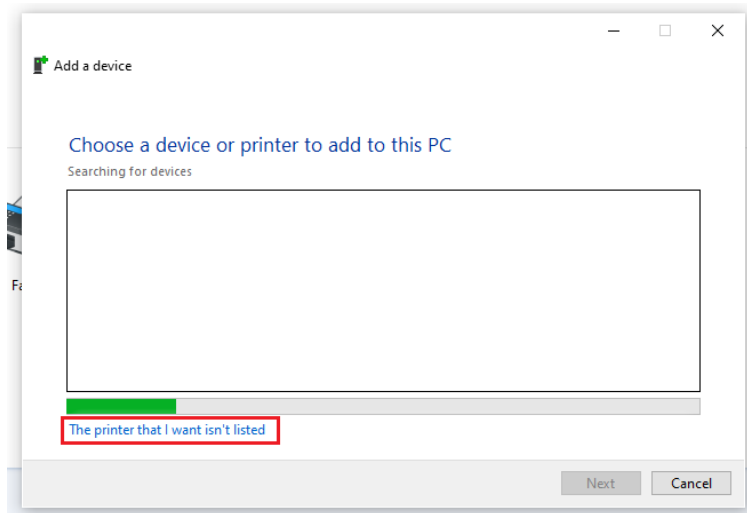 Add a device
Choose a device or printer to add to this PC
Searching for devices
Fa
The printer that I want isn't listed
Next
Cancel